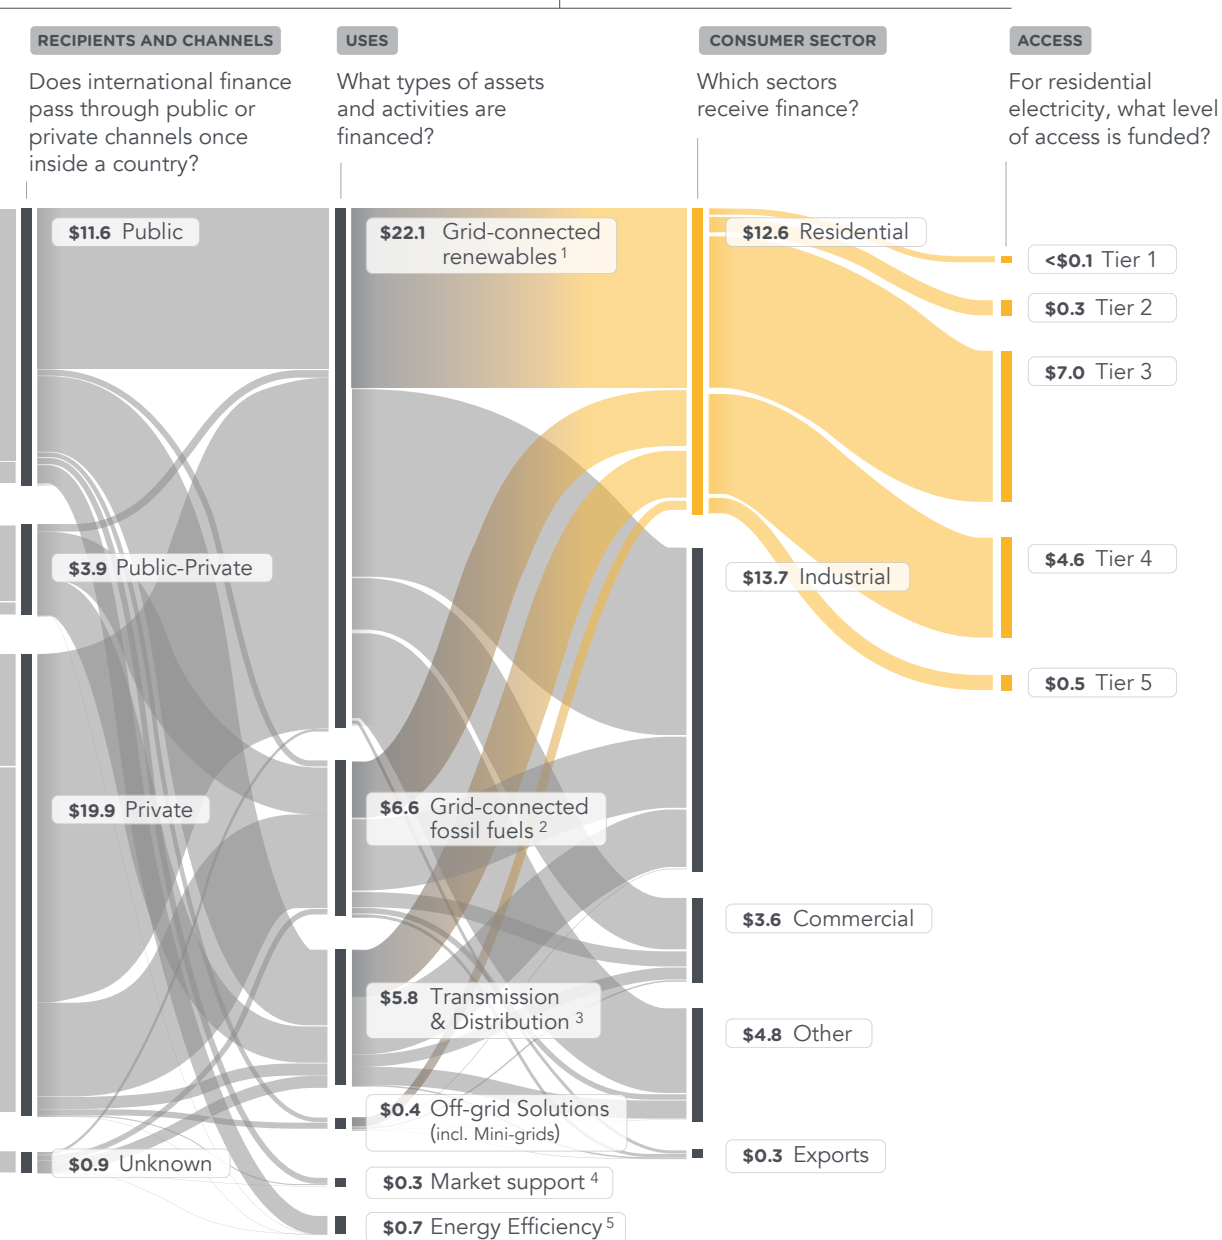 RECIPIENTS AND CHANNELS
Does international finance
pass through public or
private channels once
inside a country?
$11.6 Public
$3.9 Public-Private
$19.9 Private
$0.9 Unknown
USES
What types of assets
and activities are
financed?
$22.1 Grid-connected
renewables 1
$6.6 Grid-connected
fossil fuels 2
$5.8 Transmission
& Distribution 3
$0.4 Off-grid Solutions
(incl. Mini-grids)
$0.3 Market support 4
$0.7 Energy Efficiency 5
CONSUMER SECTOR
Which sectors
receive finance?
$12.6 Residential
$13.7 Industrial
$3.6 Commercial
$4.8 Other
$0.3 Exports
ACCESS
For residential
electricity, what level
of access is funded?
<$0.1 Tier 1
$0.3 Tier 2
$7.0 Tier 3
$4.6 Tier 4
$0.5 Tier 5